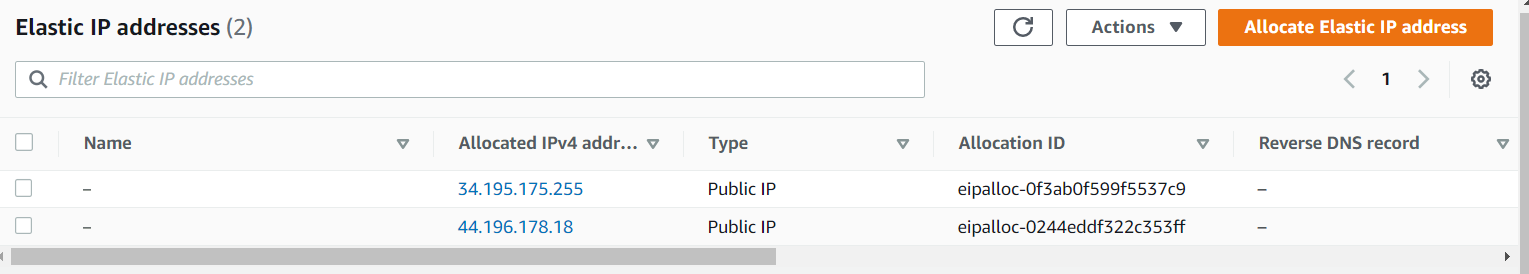 Elastic IP addresses (2)
Actions
Allocate Elastic IP address
Filter Elastic IP addresses
1
Name Allocated IPv4 addr... Type Allocation ID Reverse DNS record
– 34.195.175.255 Public IP eipalloc-0f3ab0f599f5537c9 –
– 44.196.178.18 Public IP eipalloc-0244eddf322c353ff –